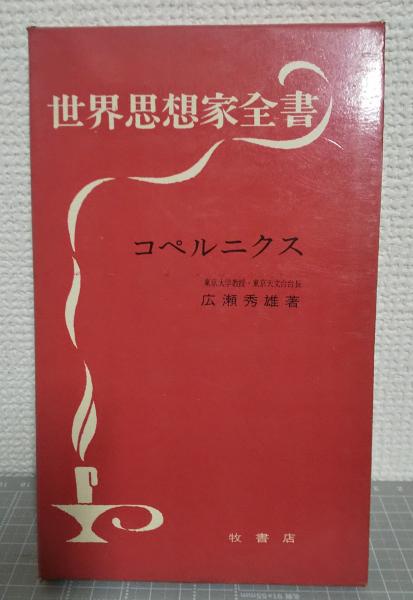 世界思想家全書
コペルニクス
東京大学教授・東京天文台台長
広瀬秀雄著
牧書店